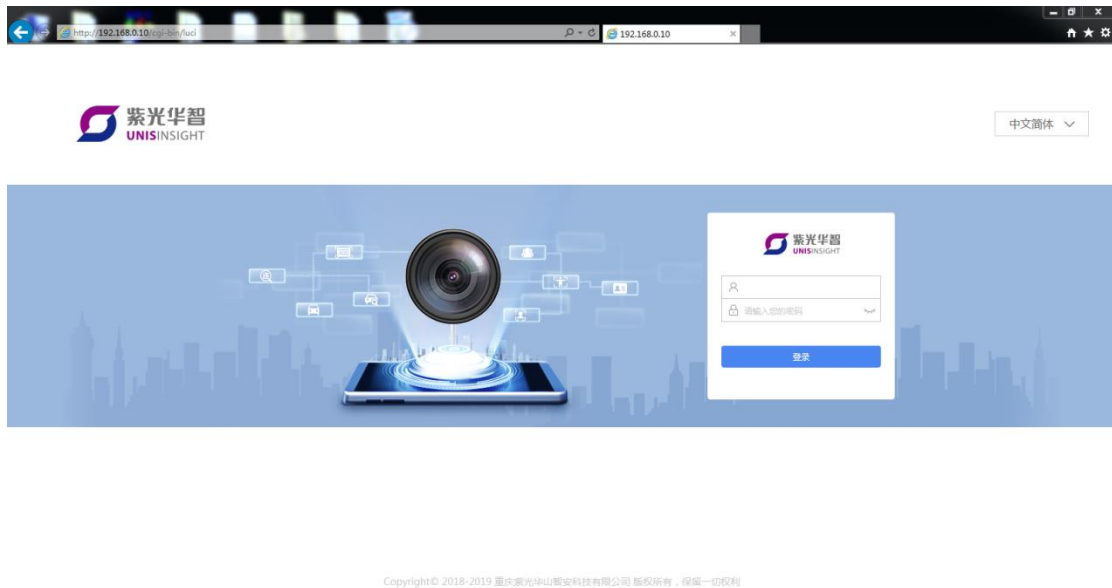 http://192.168.0.10/cgi-bin/luci
192.168.0.10
紫光华智
UNISINSIGHT
中文简体
紫光华智
UNISINSIGHT
请输入您的密码
登录
Copyright© 2018-2019 重庆紫光华山智安科技有限公司 版权所有，保留一切权利